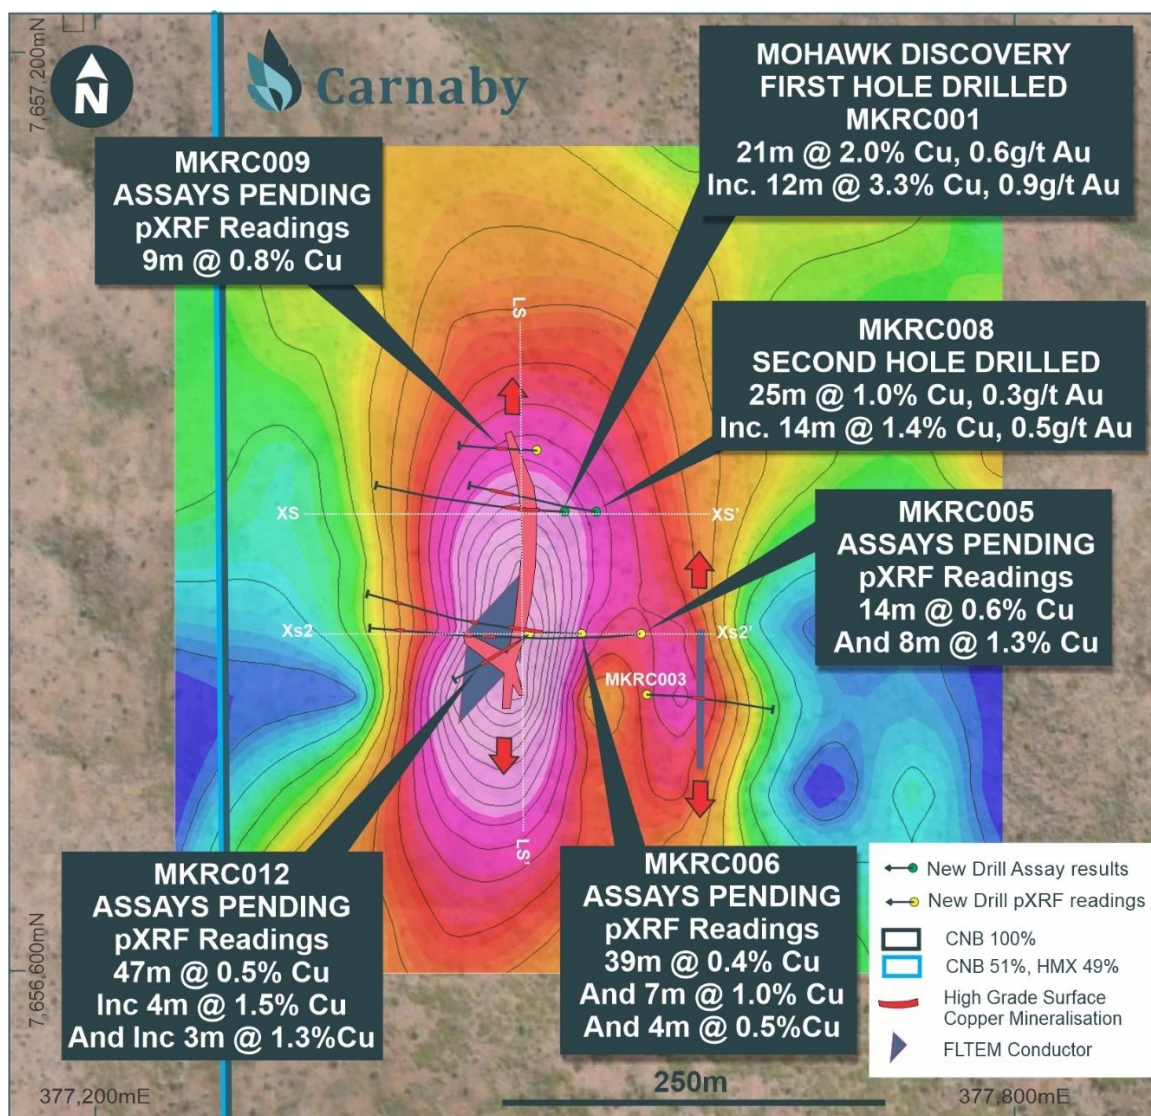 7,657,200mN
N
Carnaby
MOHAWK DISCOVERY
FIRST HOLE DRILLED
MKRC001
21m @ 2.0% Cu, 0.6g/t Au
Inc. 12m @ 3.3% Cu, 0.9g/t Au
MKRC009
ASSAYS PENDING
pXRF Readings
9m @ 0.8% Cu
MKRC008
SECOND HOLE DRILLED
25m @ 1.0% Cu, 0.3g/t Au
Inc. 14m @ 1.4% Cu, 0.5g/t Au
LS
XS
XS'
MKRC005
ASSAYS PENDING
pXRF Readings
14m @ 0.6% Cu
And 8m @ 1.3% Cu
Xs2
Xs2'
MKRC003
LS'
MKRC012
ASSAYS PENDING
pXRF Readings
47m @ 0.5% Cu
Inc 4m @ 1.5% Cu
And Inc 3m @ 1.3%Cu
MKRC006
ASSAYS PENDING
pXRF Readings
39m @ 0.4% Cu
And 7m @ 1.0% Cu
And 4m @ 0.5%Cu
New Drill Assay results
New Drill pXRF readings
CNB 100%
CNB 51%, HMX 49%
High Grade Surface
Copper Mineralisation
FLTEM Conductor
7,656,600mN
377,200mE
250m
377,800mE